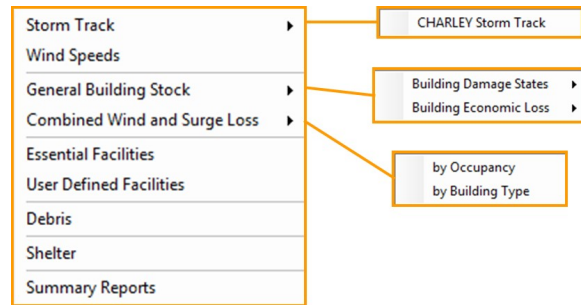 Storm Track
Wind Speeds
General Building Stock
Combined Wind and Surge Loss
Essential Facilities
User Defined Facilities
Debris
Shelter
Summary Reports
CHARLEY Storm Track
Building Damage States
Building Economic Loss
by Occupancy
by Building Type